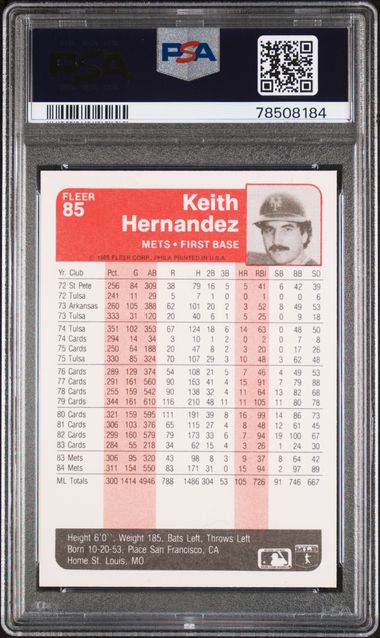 PSA
PSA
78508184
FLEER
85
Keith
Hernandez
METS • FIRST BASE
© 1985 FLEER CORP., PHILA PRINTED IN U.S.A.
Yr. Club Pct. G AB R H 2B 3B HR RBI SB BB SO
72 St Pete .256 84 309 38 79 16 5 5 41 6 42 39
72 Tulsa .241 11 29 5 7 1 0 0 1 0 1 6
73 Arkansas .260 105 388 62 101 20 2 3 52 8 49 53
73 Tulsa .333 31 120 20 40 6 1 5 25 0 9 18
74 Tulsa .351 102 353 67 124 18 6 14 63 0 48 50
74 Cards .294 14 34 3 10 1 2 0 2 0 7 8
75 Cards .250 64 188 20 47 8 2 3 20 0 17 26
75 Tulsa .330 85 324 70 107 29 3 10 48 3 62 48
76 Cards .289 129 374 54 108 21 5 7 46 4 49 53
77 Cards .291 161 560 90 163 41 4 15 91 7 79 88
78 Cards .255 159 542 90 138 32 4 11 64 13 82 68
79 Cards .344 161 610 116 210 48 11 11 105 11 80 78
80 Cards .321 159 595 111 191 39 8 16 99 14 86 73
81 Cards .306 103 376 65 115 27 4 8 48 12 61 45
82 Cards .299 160 579 79 173 33 6 7 94 19 100 67
83 Cards .284 55 218 34 62 15 4 3 26 1 24 30
83 Mets .306 95 320 43 98 8 3 9 37 8 64 42
84 Mets .311 154 550 83 171 31 0 15 94 2 97 89
ML Totals .300 1414 4946 788 1486 304 53 105 726 91 746 667
Height 6'0", Weight 185, Bats Left, Throws Left
Born 10-20-53, Place San Francisco, CA
Home St. Louis, MO